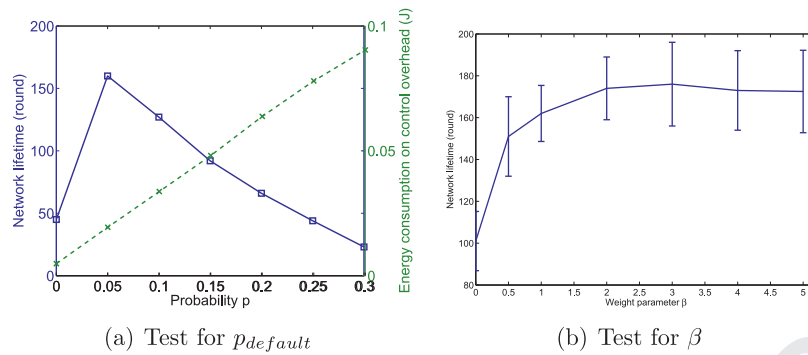 200
150
100
50
0
Network lifetime (round)
0.1
0.05
0
Energy consumption on control overhead (J)
0 0.05 0.1 0.15 0.2 0.25 0.3
Probability p
(a) Test for p_default
200
180
160
140
120
100
80
Network lifetime (round)
0 0.5 1 1.5 2 2.5 3 3.5 4 4.5 5
Weight parameter β
(b) Test for β